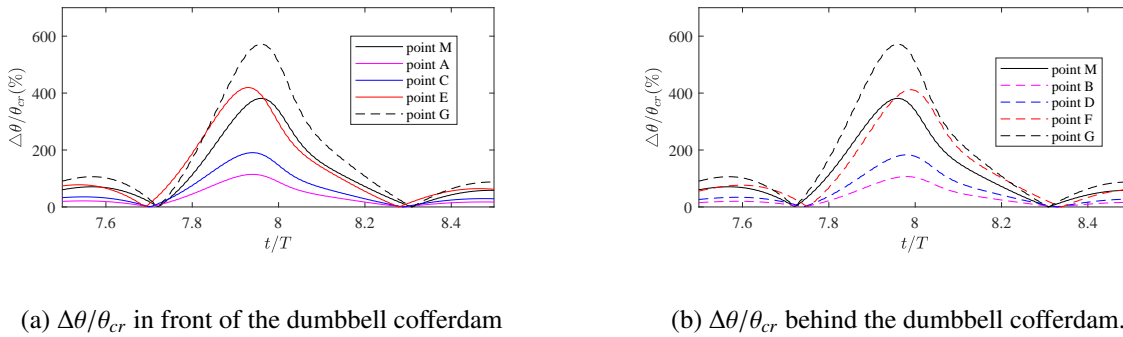 △θ/θcr(%)
600
400
200
0
7.6
7.8
8
8.2
8.4
t/T
point M
point A
point C
point E
point G
(a) Δθ/θcr in front of the dumbbell cofferdam
△θ/θcr(%)
600
400
200
0
7.6
7.8
8
8.2
8.4
t/T
point M
point B
point D
point F
point G
(b) Δθ/θcr behind the dumbbell cofferdam.